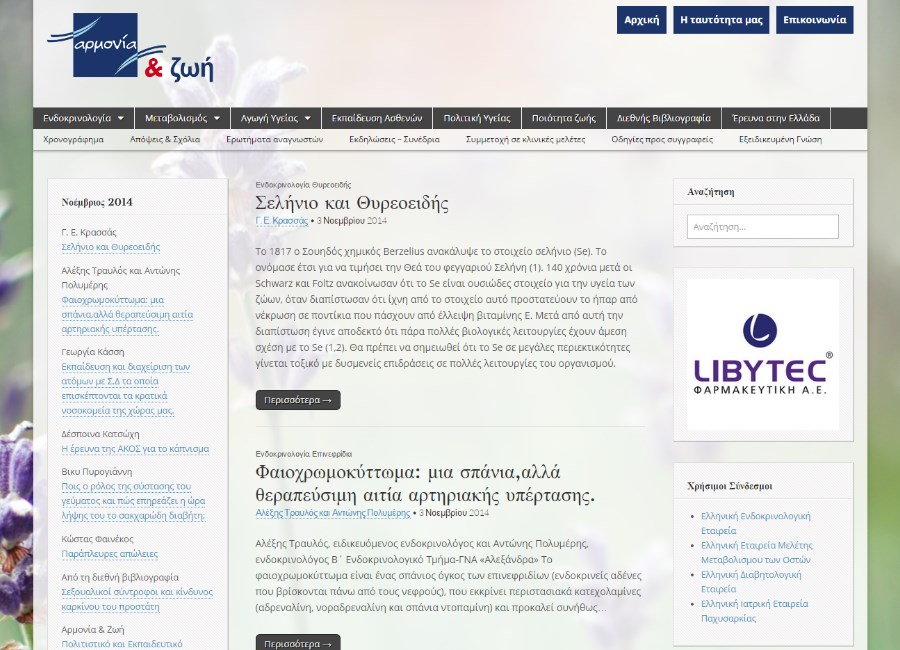 αρμονία
& ζωή
Αρχική Η ταυτότητα μας Επικοινωνία
Ενδοκρινολογία Μεταβολισμός Αγωγή Υγείας Εκπαίδευση Ασθενών Πολιτική Υγείας Ποιότητα ζωής Διεθνής Βιβλιογραφία Έρευνα στην Ελλάδα
Χρονογράφημα Απόψεις & Σχόλια Ερωτήματα αναγνωστών Εκδηλώσεις – Συνέδρια Συμμετοχή σε κλινικές μελέτες Οδηγίες προς συγγραφείς Εξειδικευμένη Γνώση
Νοέμβριος 2014
Γ. Ε. Κρασσάς
Σελήνιο και Θυρεοειδής
Αλέξης Τραυλός και Αντώνης
Πολυμέρης
Φαιοχρωμοκύττωμα: μια
σπάνια,αλλά θεραπεύσιμη αιτία
αρτηριακής υπέρτασης.
Γεωργία Κάσση
Εκπαίδευση και διαχείριση των
ατόμων με Σ.Δ τα οποία
επισκέπτονται τα κρατικά
νοσοκομεία της χώρας μας.
Δέσποινα Κατσώχη
Η έρευνα της ΑΚΟΣ για το κάπνισμα
Βικυ Πυρογιάννη
Ποις ο ρόλος της σύστασης του
γεύματος και πώς επηρεάζει η ώρα
λήψης του το σακχαρώδη διαβήτη;
Κώστας Φαινέκος
Παράπλευρες απώλειες
Από τη διεθνή βιβλιογραφία
Σεξουαλικοί σύντροφοι και κίνδυνος
καρκίνου του προστάτη
Αρμονία & Ζωή
Πολιτιστικό και Εκπαιδευτικό
Ενδοκρινολογία Θυρεοειδής
Σελήνιο και Θυρεοειδής
Γ. Ε. Κρασσάς • 3 Νοεμβρίου 2014
Το 1817 ο Σουηδός χημικός Berzelius ανακάλυψε το στοιχείο σελήνιο (Se). Το
ονόμασε έτσι για να τιμήσει την Θεά του φεγγαριού Σελήνη (1). 140 χρόνια μετά οι
Schwarz και Foltz ανακοίνωσαν ότι το Se είναι ουσιώδες στοιχείο για την υγεία των
ζώων, όταν διαπίστωσαν ότι ίχνη από το στοιχείο αυτό προστατεύουν το ήπαρ από
νέκρωση σε ποντίκια που πάσχουν από έλλειψη βιταμίνης Ε. Μετά από αυτή την
διαπίστωση έγινε αποδεκτό ότι πάρα πολλές βιολογικές λειτουργίες έχουν άμεση
σχέση με το Se (1,2). Θα πρέπει να σημειωθεί ότι το Se σε μεγάλες περιεκτικότητες
γίνεται τοξικό με δυσμενείς επιδράσεις σε πολλές λειτουργίες του οργανισμού.
Περισσότερα →
Ενδοκρινολογία Επινεφρίδια
Φαιοχρωμοκύττωμα: μια σπάνια,αλλά
θεραπεύσιμη αιτία αρτηριακής υπέρτασης.
Αλέξης Τραυλός και Αντώνης Πολυμέρης • 3 Νοεμβρίου 2014
Αλέξης Τραυλός, ειδικευόμενος ενδοκρινολόγος και Αντώνης Πολυμέρης,
ενδοκρινολόγος Β΄ Ενδοκρινολογικό Τμήμα-ΓΝΑ «Αλεξάνδρα» Το
φαιοχρωμοκύττωμα είναι ένας σπάνιος όγκος των επινεφριδίων (ενδοκρινείς αδένες
που βρίσκονται πάνω από τους νεφρούς), που εκκρίνει περιστασιακά κατεχολαμίνες
(αδρεναλίνη, νοραδρεναλίνη και σπάνια ντοπαμίνη) και προκαλεί συνήθως…
Περισσότερα →
Αναζήτηση
Αναζήτηση...
LIBYTEC®
ΦΑΡΜΑΚΕΥΤΙΚΗ Α.Ε.
Χρήσιμοι Σύνδεσμοι
Ελληνική Ενδοκρινολογική
Εταιρεία
Ελληνική Εταιρεία Μελέτης
Μεταβολισμου των Οστών
Ελληνική Διαβητολογική
Εταιρεία
Ελληνική Ιατρική Εταιρεία
Παχυσαρκίας